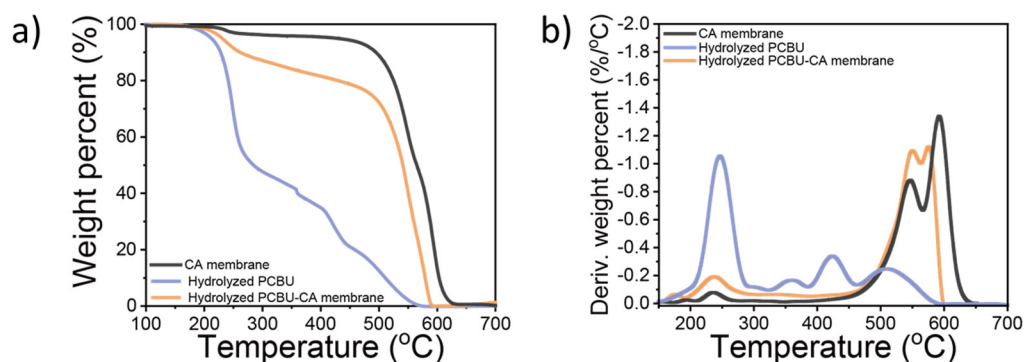 a)
Weight percent (%)
100
80
60
40
20
0
CA membrane
Hydrolyzed PCBU
Hydrolyzed PCBU-CA membrane
100 200 300 400 500 600 700
Temperature (ºC)
b)
Deriv. weight percent (%/ºC)
-2.0
-1.8
-1.6
-1.4
-1.2
-1.0
-0.8
-0.6
-0.4
-0.2
0.0
CA membrane
Hydrolyzed PCBU
Hydrolyzed PCBU-CA membrane
200 300 400 500 600 700
Temperature (ºC)